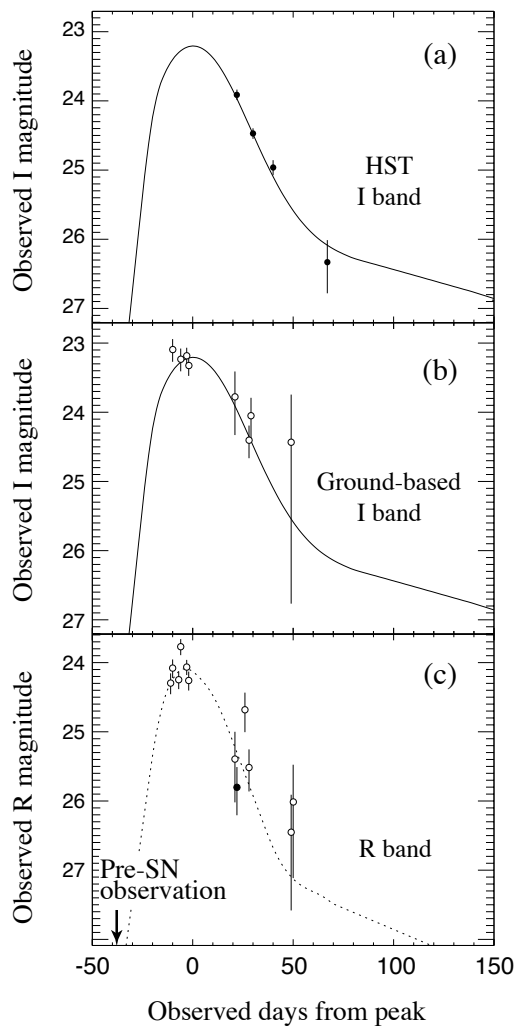 23
24
25
26
27
Observed I magnitude
(a)
HST
I band
23
24
25
26
27
Observed I magnitude
(b)
Ground-based
I band
24
25
26
27
Observed R magnitude
(c)
R band
Pre-SN
observation
-50 0 50 100 150
Observed days from peak